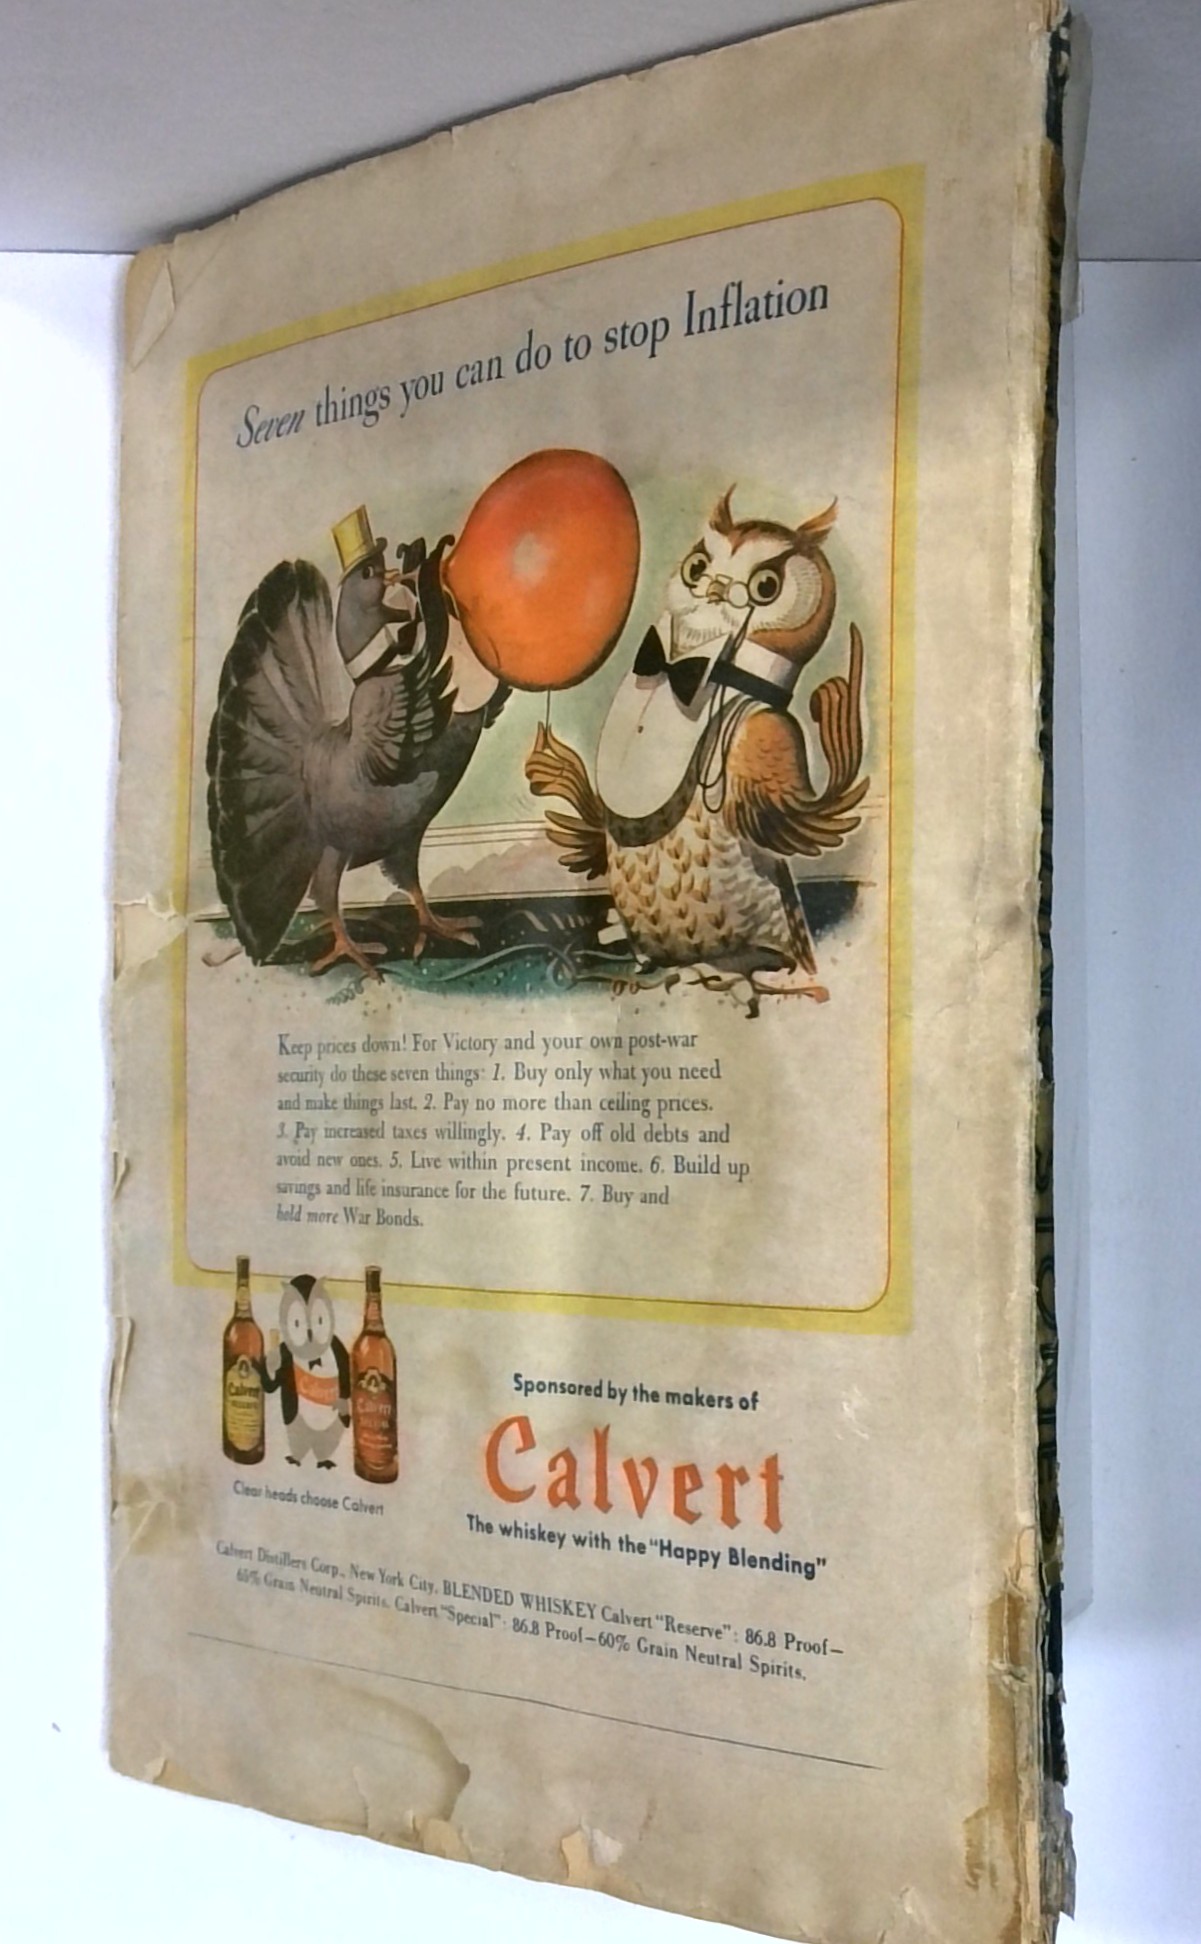 Seven things you can do to stop Inflation
Keep prices down! For Victory and your own post-war
security do these seven things: 1. Buy only what you need
and make things last. 2. Pay no more than ceiling prices.
3. Pay increased taxes willingly. 4. Pay off old debts and
avoid new ones. 5. Live within present income. 6. Build up
savings and life insurance for the future. 7. Buy and
hold more War Bonds.
Calvert
RESERVE
Calvert
Calvert
SPECIAL
Clear heads choose Calvert
Sponsored by the makers of
Calvert
The whiskey with the "Happy Blending"
Calvert Distillers Corp., New York City. BLENDED WHISKEY Calvert "Reserve": 86.8 Proof—
65% Grain Neutral Spirits. Calvert "Special": 86.8 Proof—60% Grain Neutral Spirits.